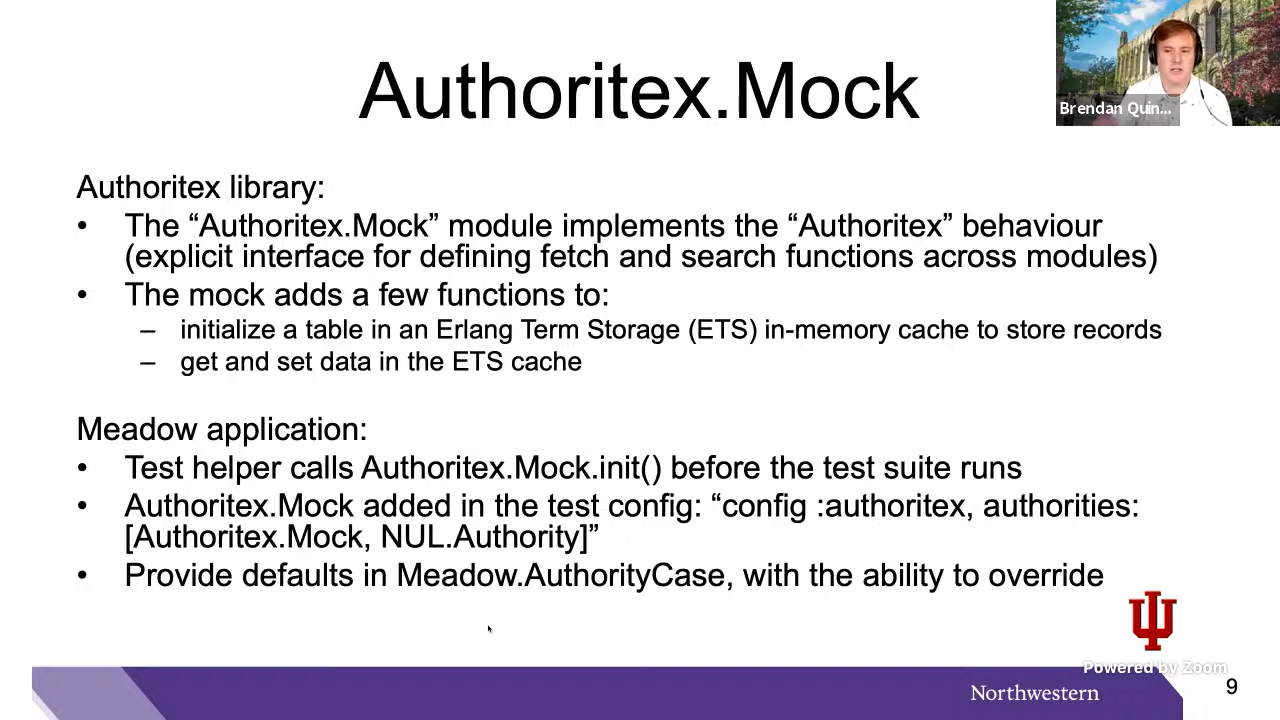 Authoritex.Mock
Brendan Quin...
Authoritex library:
• The “Authoritex.Mock” module implements the “Authoritex” behaviour
(explicit interface for defining fetch and search functions across modules)
• The mock adds a few functions to:
– initialize a table in an Erlang Term Storage (ETS) in-memory cache to store records
– get and set data in the ETS cache
Meadow application:
• Test helper calls Authoritex.Mock.init() before the test suite runs
• Authoritex.Mock added in the test config: “config :authoritex, authorities:
[Authoritex.Mock, NUL.Authority]”
• Provide defaults in Meadow.AuthorityCase, with the ability to override
Powered by Zoom
Northwestern
9